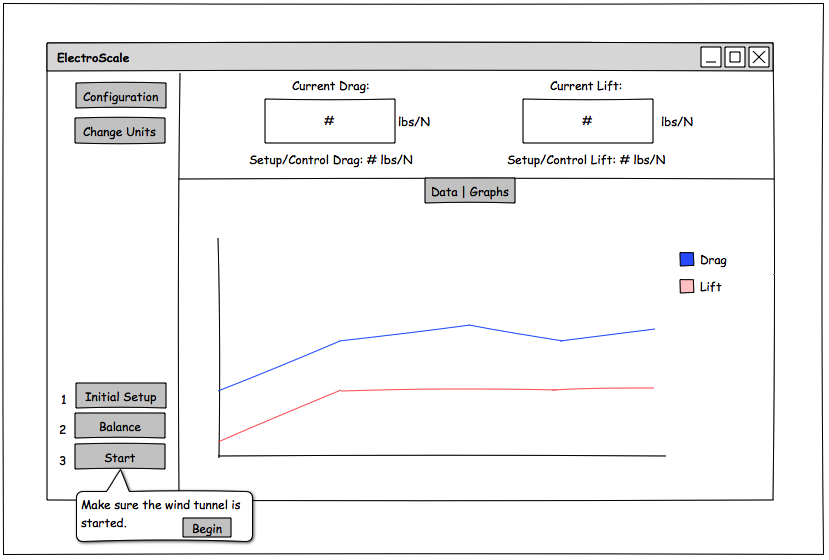 ElectroScale
Configuration
Change Units
Current Drag:
# lbs/N
Setup/Control Drag: # lbs/N
Current Lift:
# lbs/N
Setup/Control Lift: # lbs/N
Data | Graphs
Drag
Lift
1 Initial Setup
2 Balance
3 Start
Make sure the wind tunnel is
started.
Begin